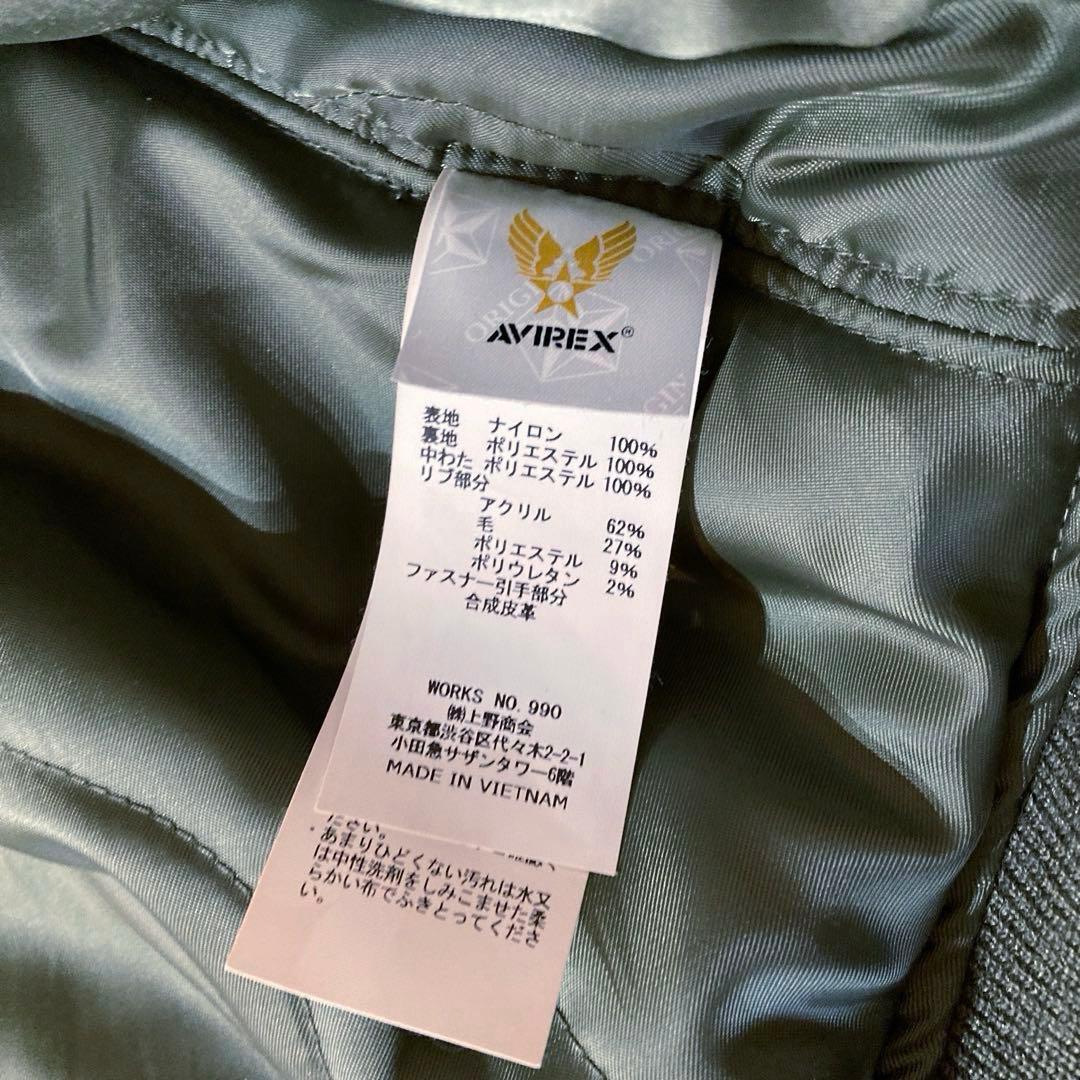 ORIGIN
ORIGIN
AVIREX®
ORIGIN
表地 ナイロン 100%
裏地 ポリエステル 100%
中わた ポリエステル 100%
リブ部分
アクリル 62%
毛 27%
ポリエステル 9%
ポリウレタン 2%
ファスナー引手部分
合成皮革
WORKS NO. 990
㈱上野商会
東京都渋谷区代々木2-2-1
小田急サザンタワー6階
MADE IN VIETNAM
ださい。
・あまりひどくない汚れは水又
は中性洗剤をしみこませた柔
らかい布でふきとってくださ
い。